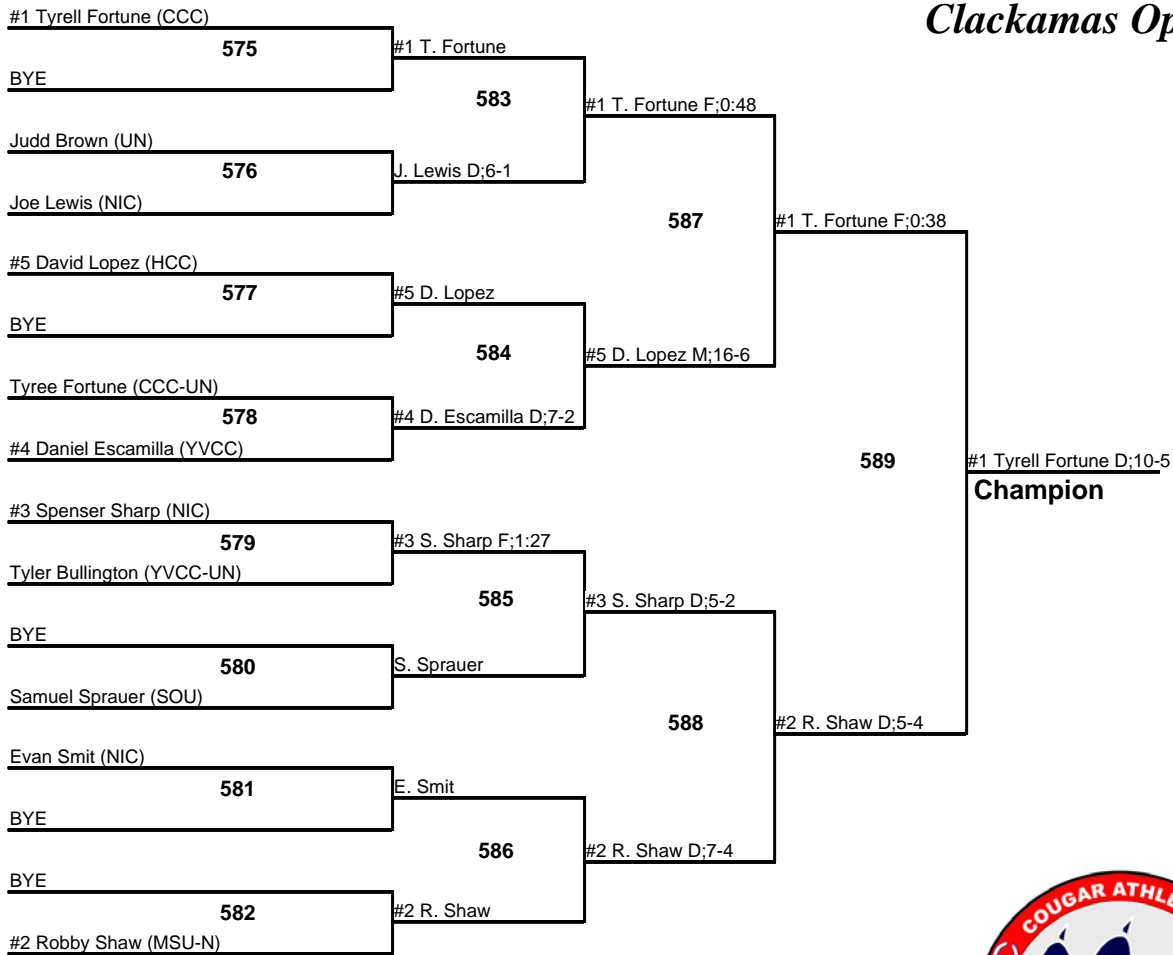 Clackamas Op
#1 Tyrell Fortune (CCC)
575
BYE
#1 T. Fortune
583
Judd Brown (UN)
576
Joe Lewis (NIC)
J. Lewis D;6-1
#1 T. Fortune F;0:48
587
#5 David Lopez (HCC)
577
BYE
#5 D. Lopez
584
Tyree Fortune (CCC-UN)
578
#4 Daniel Escamilla (YVCC)
#4 D. Escamilla D;7-2
#5 D. Lopez M;16-6
#1 T. Fortune F;0:38
589
#3 Spenser Sharp (NIC)
579
Tyler Bullington (YVCC-UN)
#3 S. Sharp F;1:27
585
BYE
580
Samuel Sprauer (SOU)
S. Sprauer
#3 S. Sharp D;5-2
588
Evan Smit (NIC)
581
BYE
E. Smit
586
BYE
582
#2 Robby Shaw (MSU-N)
#2 R. Shaw
#2 R. Shaw D;7-4
#2 R. Shaw D;5-4
#1 Tyrell Fortune D;10-5
Champion
COUGAR ATHLE